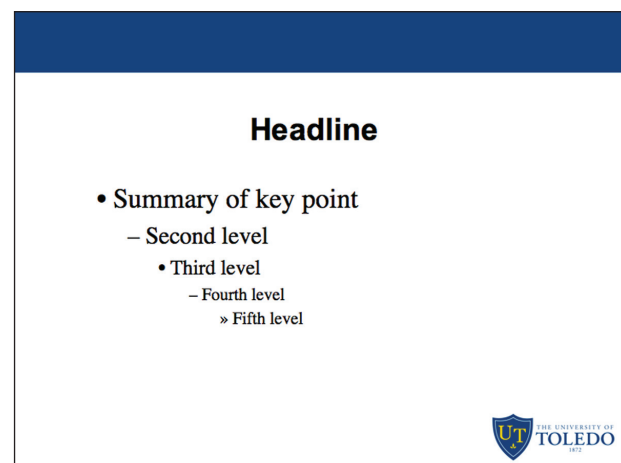 Headline
• Summary of key point
– Second level
• Third level
– Fourth level
» Fifth level
UT
THE UNIVERSITY OF
TOLEDO
1872